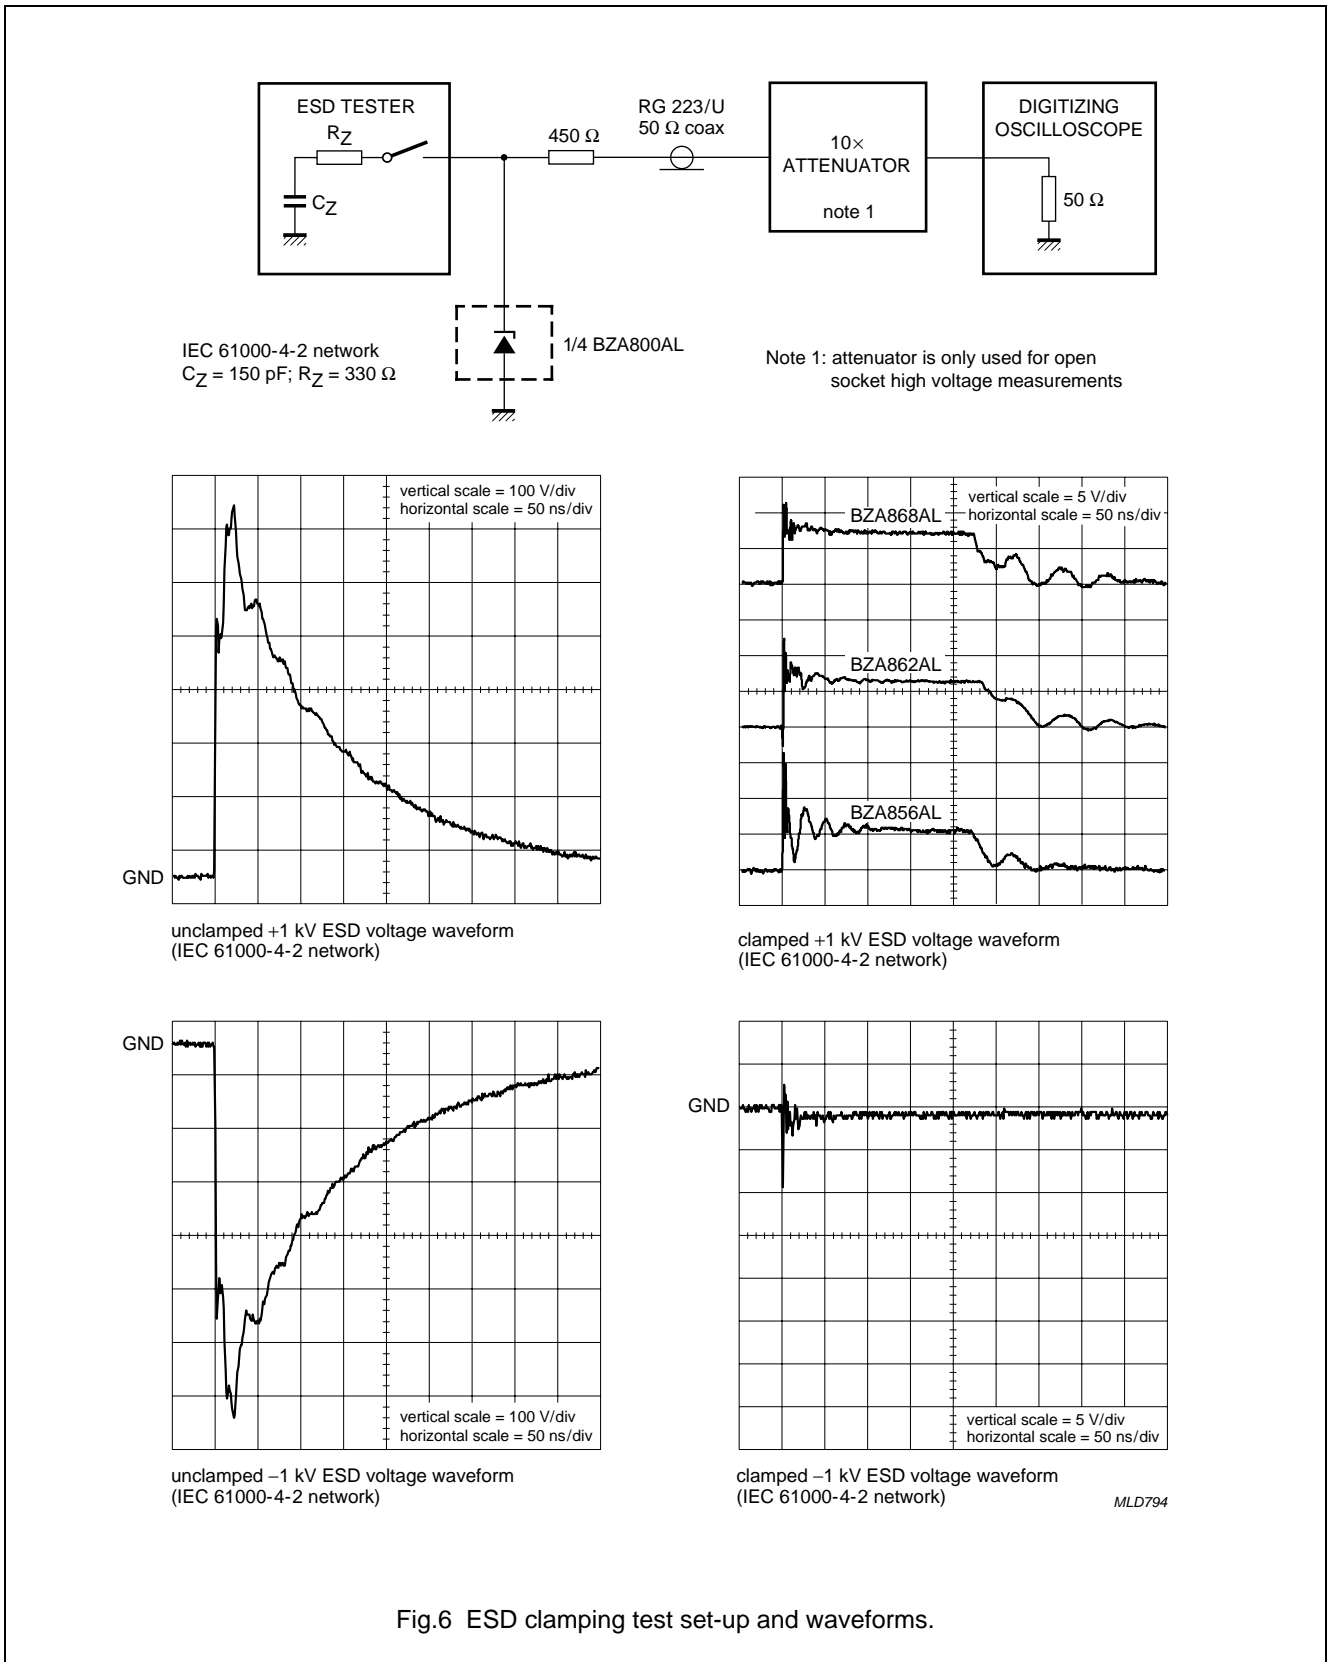 ESD TESTER
RZ
CZ
450 Ω
RG 223/U
50 Ω coax
10×
ATTENUATOR
note 1
DIGITIZING
OSCILLOSCOPE
50 Ω
1/4 BZA800AL
IEC 61000-4-2 network
CZ = 150 pF; RZ = 330 Ω
Note 1: attenuator is only used for open
socket high voltage measurements
vertical scale = 100 V/div
horizontal scale = 50 ns/div
GND
unclamped +1 kV ESD voltage waveform
(IEC 61000-4-2 network)
vertical scale = 5 V/div
horizontal scale = 50 ns/div
BZA868AL
BZA862AL
BZA856AL
clamped +1 kV ESD voltage waveform
(IEC 61000-4-2 network)
GND
vertical scale = 100 V/div
horizontal scale = 50 ns/div
unclamped −1 kV ESD voltage waveform
(IEC 61000-4-2 network)
GND
vertical scale = 5 V/div
horizontal scale = 50 ns/div
clamped −1 kV ESD voltage waveform
(IEC 61000-4-2 network)
MLD794
Fig.6 ESD clamping test set-up and waveforms.